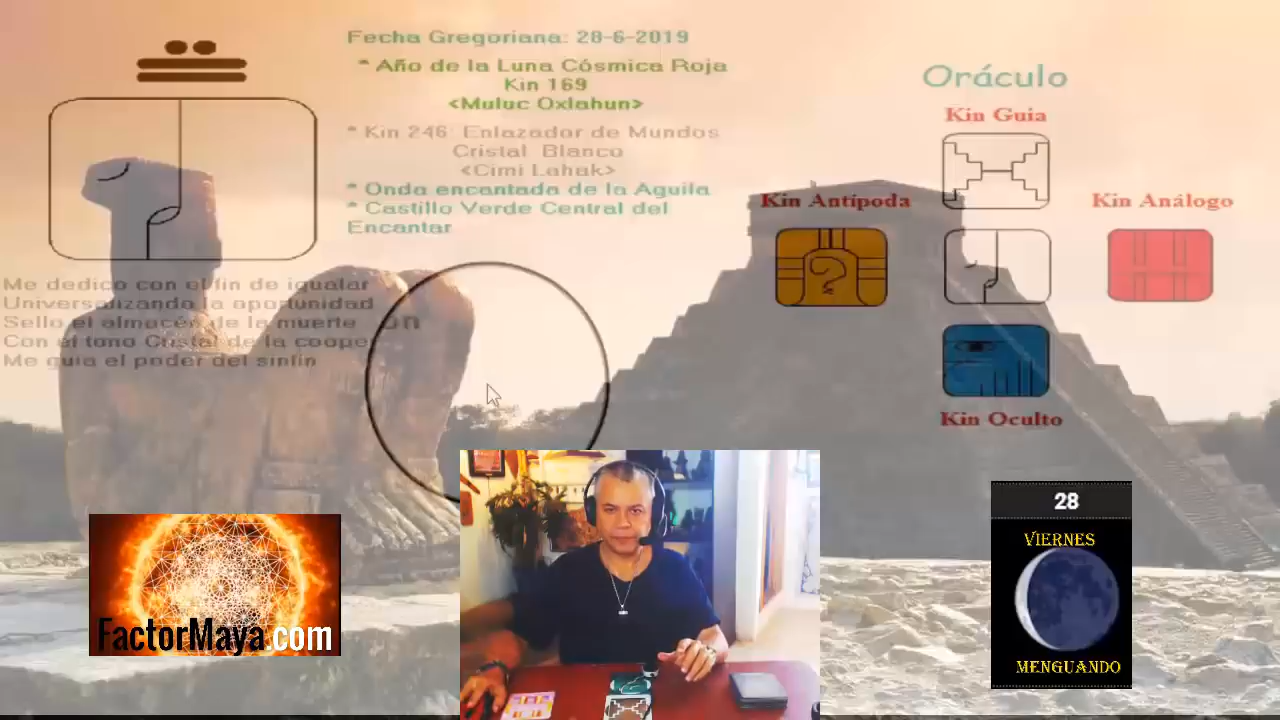 Fecha Gregoriana: 28-6-2019
* Año de la Luna Cósmica Roja
Kin 169
<Muluc Oxlahun>
* Kin 246: Enlazador de Mundos
Cristal Blanco
<Cimi Lahak>
* Onda encantada de la Aguila
* Castillo Verde Central del
Encantar
Me dedico con el fin de igualar
Universalizando la oportunidad
Sello el almacén de la muerte on
Con el tono Cristal de la cooper
Me guia el poder del sinfin
Oráculo
Kin Guia
Kin Antípoda
Kin Análogo
Kin Oculto
FactorMaya.com
28
VIERNES
MENGUANDO